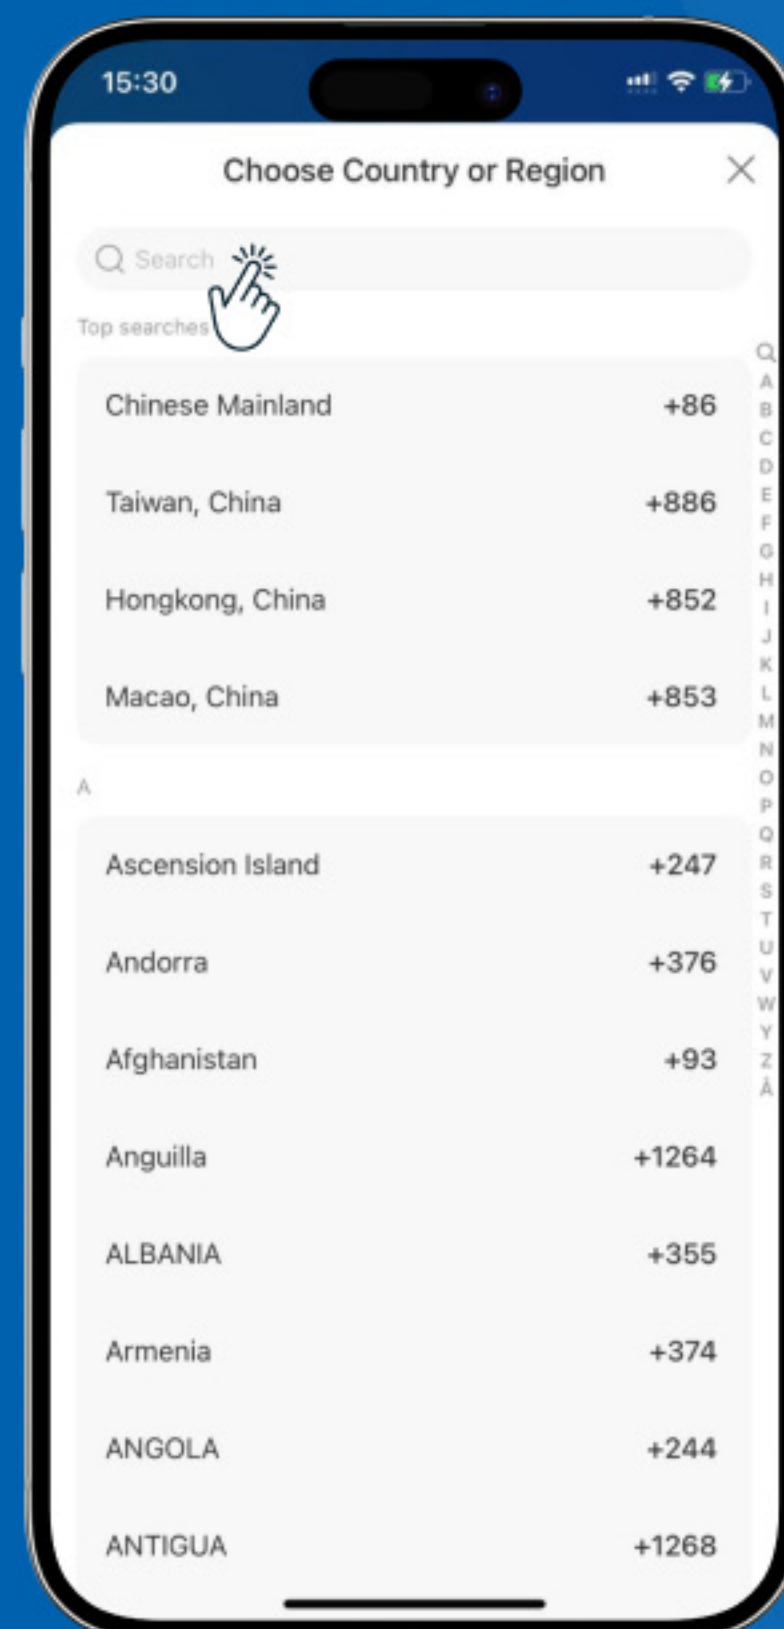 15:30
Choose Country or Region
Search
Top searches
Chinese Mainland +86
Taiwan, China +886
Hongkong, China +852
Macao, China +853
A
Ascension Island +247
Andorra +376
Afghanistan +93
Anguilla +1264
ALBANIA +355
Armenia +374
ANGOLA +244
ANTIGUA +1268
A
B
C
D
E
F
G
H
I
J
K
L
M
N
O
P
Q
R
S
T
U
V
W
Y
Z
Å